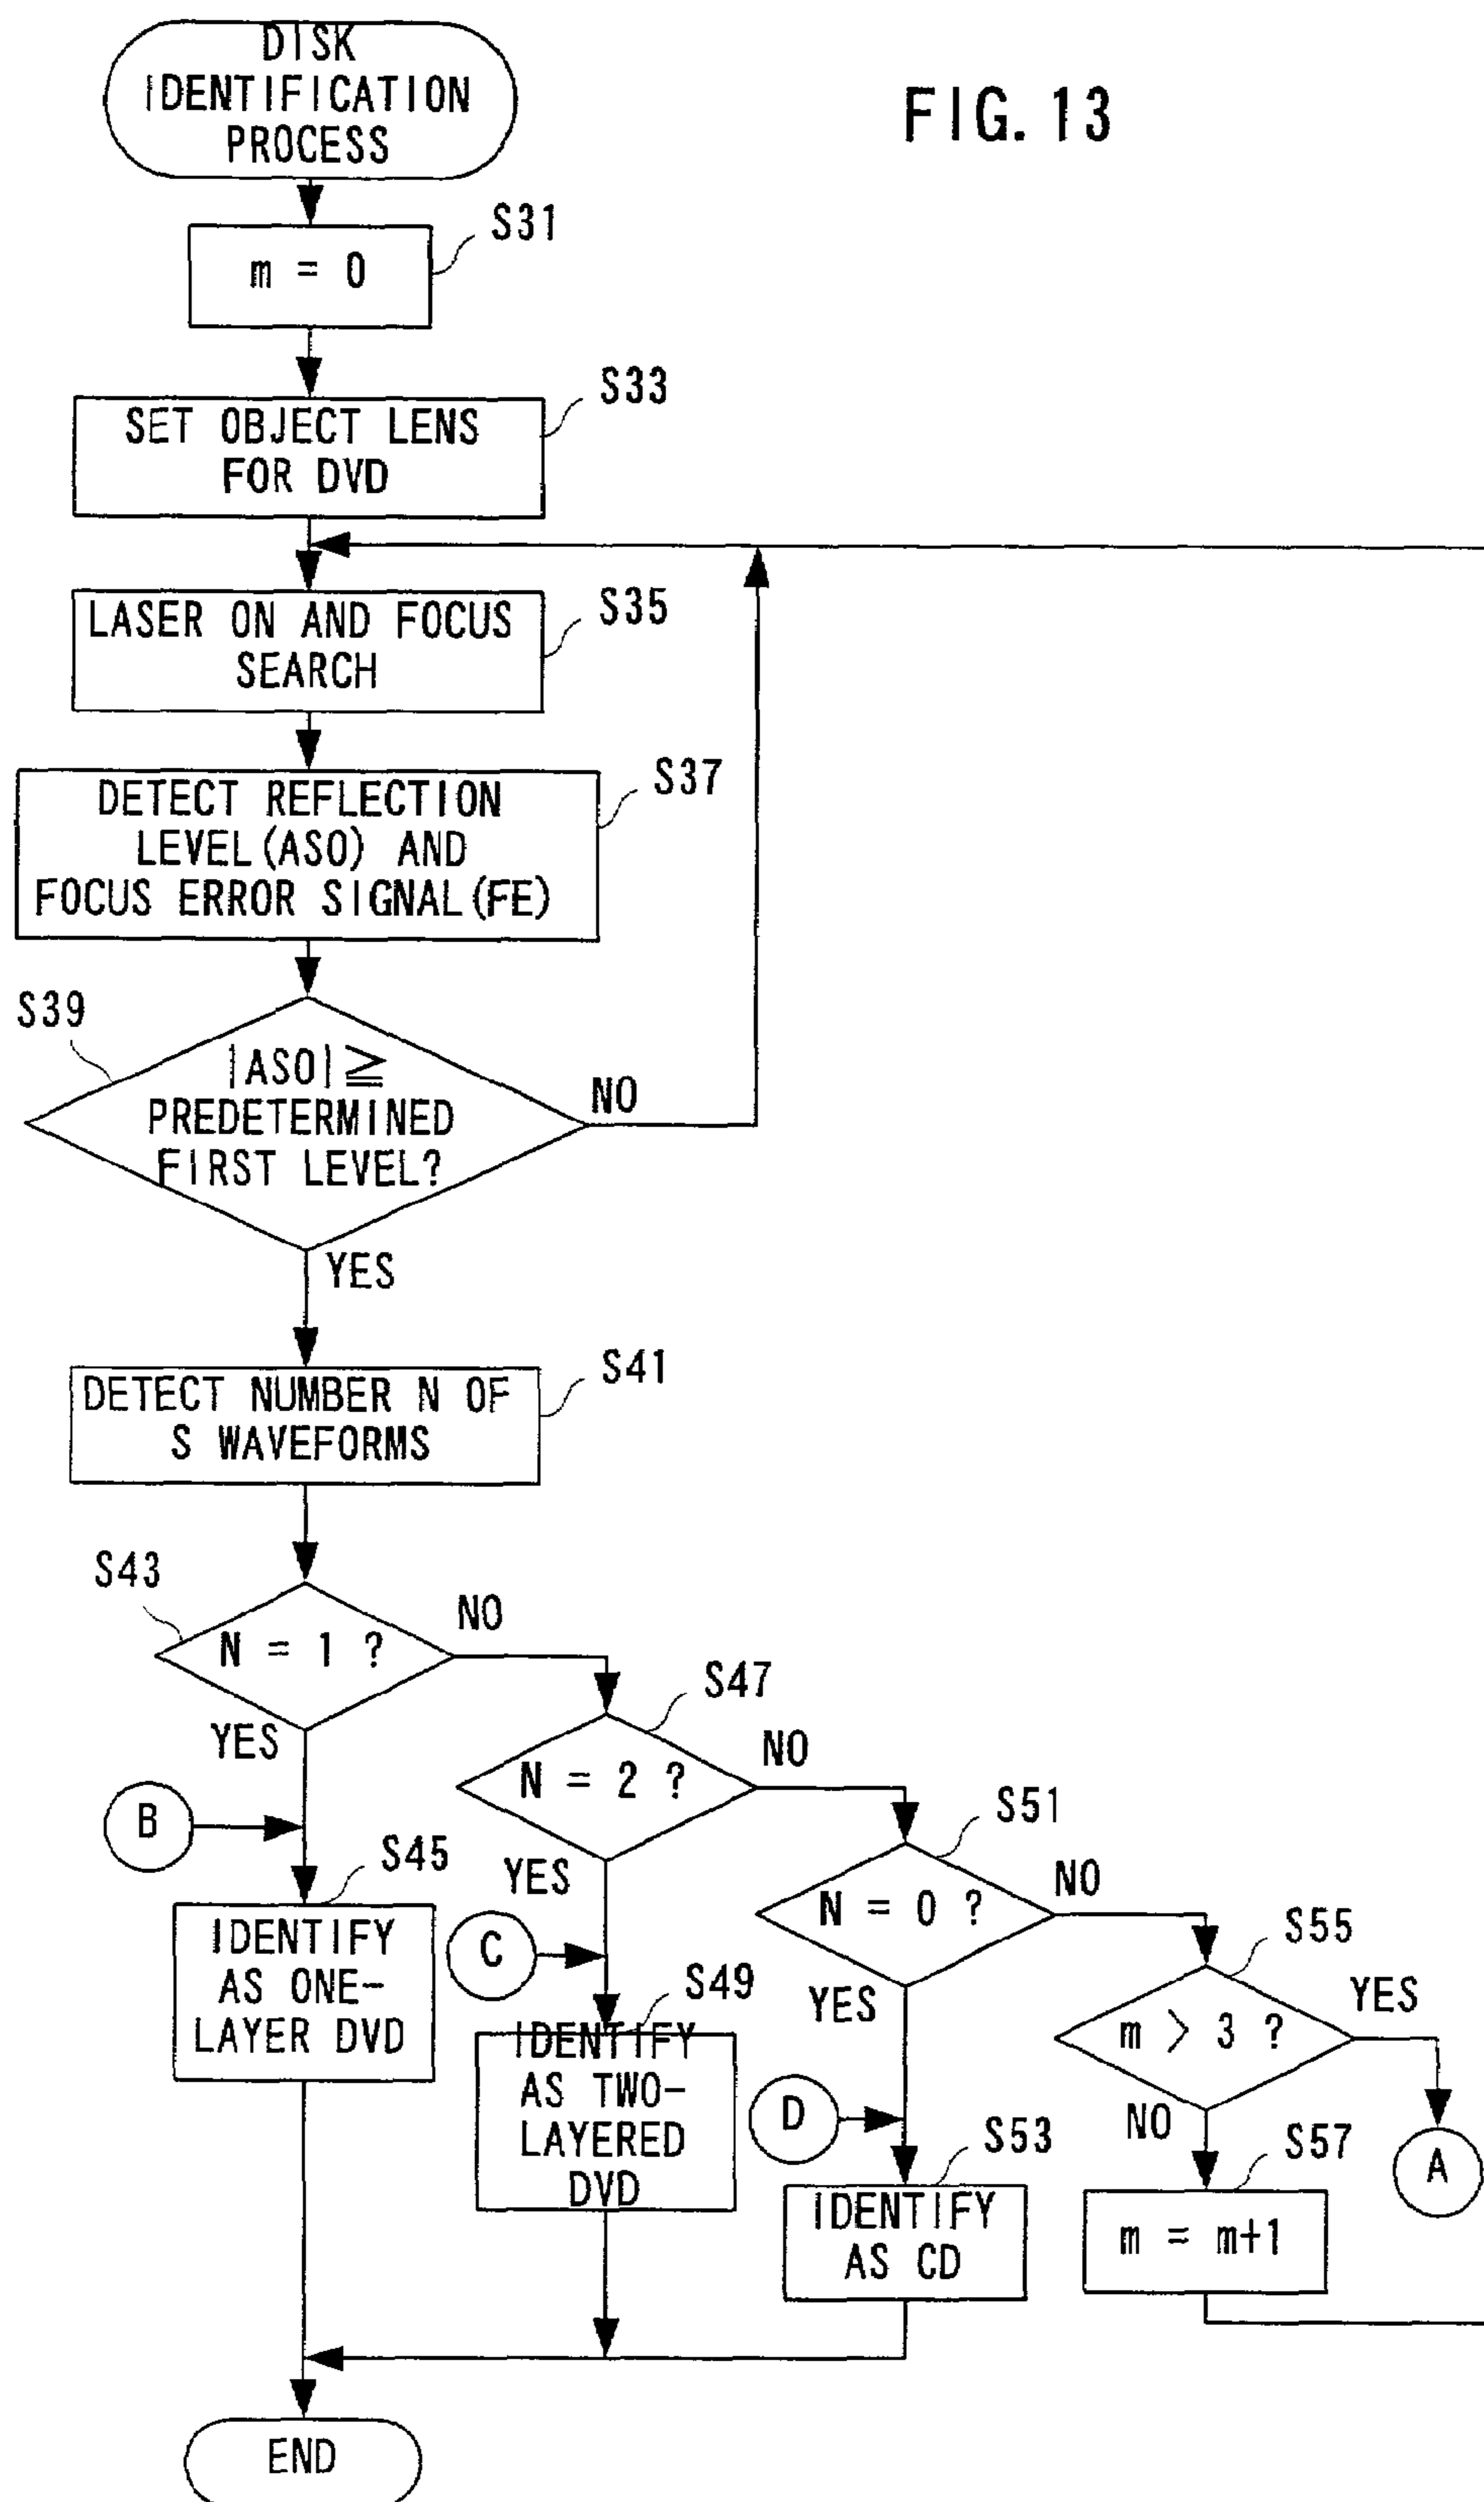 DISK
IDENTIFICATION
PROCESS
FIG. 13
S31
m = 0
S33
SET OBJECT LENS
FOR DVD
S35
LASER ON AND FOCUS
SEARCH
S37
DETECT REFLECTION
LEVEL(ASO) AND
FOCUS ERROR SIGNAL(FE)
S39
|ASO|≧
PREDETERMINED
FIRST LEVEL?
NO
YES
S41
DETECT NUMBER N OF
S WAVEFORMS
S43
N = 1 ?
NO
YES
S47
N = 2 ?
NO
YES
B
S45
IDENTIFY
AS ONE-
LAYER DVD
C
S49
IDENTIFY
AS TWO-
LAYERED
DVD
S51
N = 0 ?
NO
YES
D
S53
IDENTIFY
AS CD
S55
m > 3 ?
YES
NO
A
S57
m = m+1
END